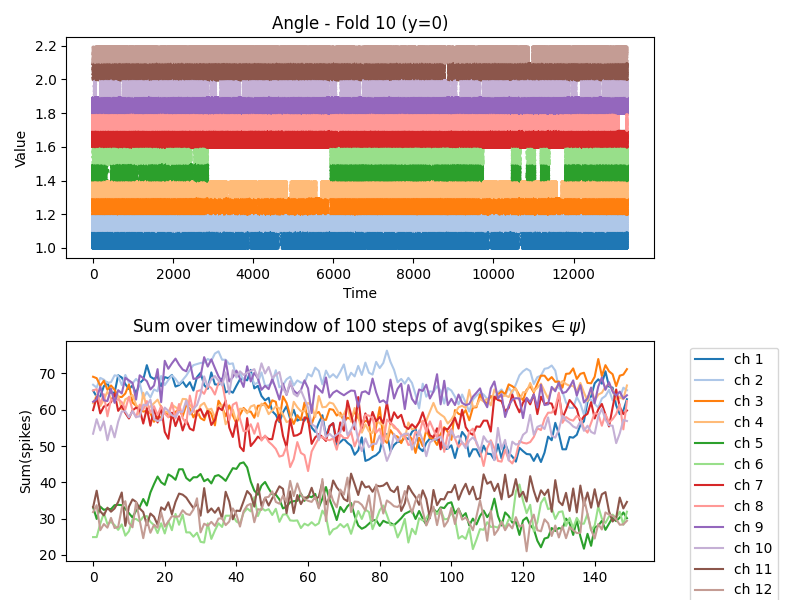 Angle - Fold 10 (y=0)
2.2
2.0
1.8
1.6
1.4
1.2
1.0
Value
0 2000 4000 6000 8000 10000 12000
Time
Sum over timewindow of 100 steps of avg(spikes ∈ ψ)
70
60
50
40
30
20
Sum(spikes)
0 20 40 60 80 100 120 140
ch 1
ch 2
ch 3
ch 4
ch 5
ch 6
ch 7
ch 8
ch 9
ch 10
ch 11
ch 12